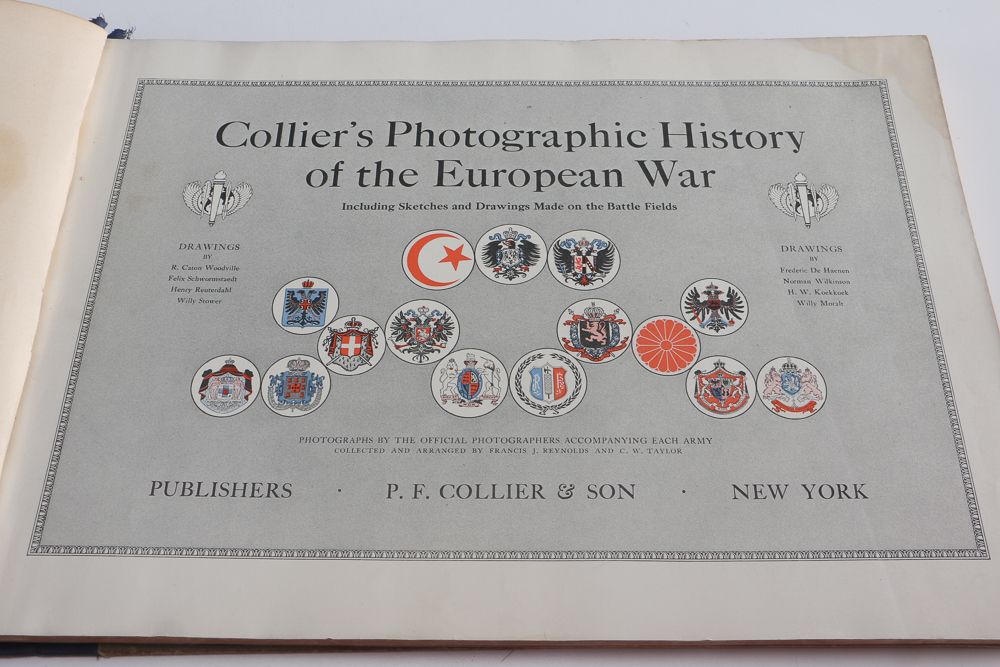 Collier's Photographic History
of the European War
Including Sketches and Drawings Made on the Battle Fields
DRAWINGS
BY
R. Caton Woodville
Felix Schwormstaedt
Henry Reuterdahl
Willy Stower
DRAWINGS
BY
Frederic De Haenen
Norman Wilkinson
H. W. Koekkoek
Willy Moralt
PHOTOGRAPHS BY THE OFFICIAL PHOTOGRAPHERS ACCOMPANYING EACH ARMY
COLLECTED AND ARRANGED BY FRANCIS J. REYNOLDS AND C. W. TAYLOR
PUBLISHERS · P. F. COLLIER & SON · NEW YORK